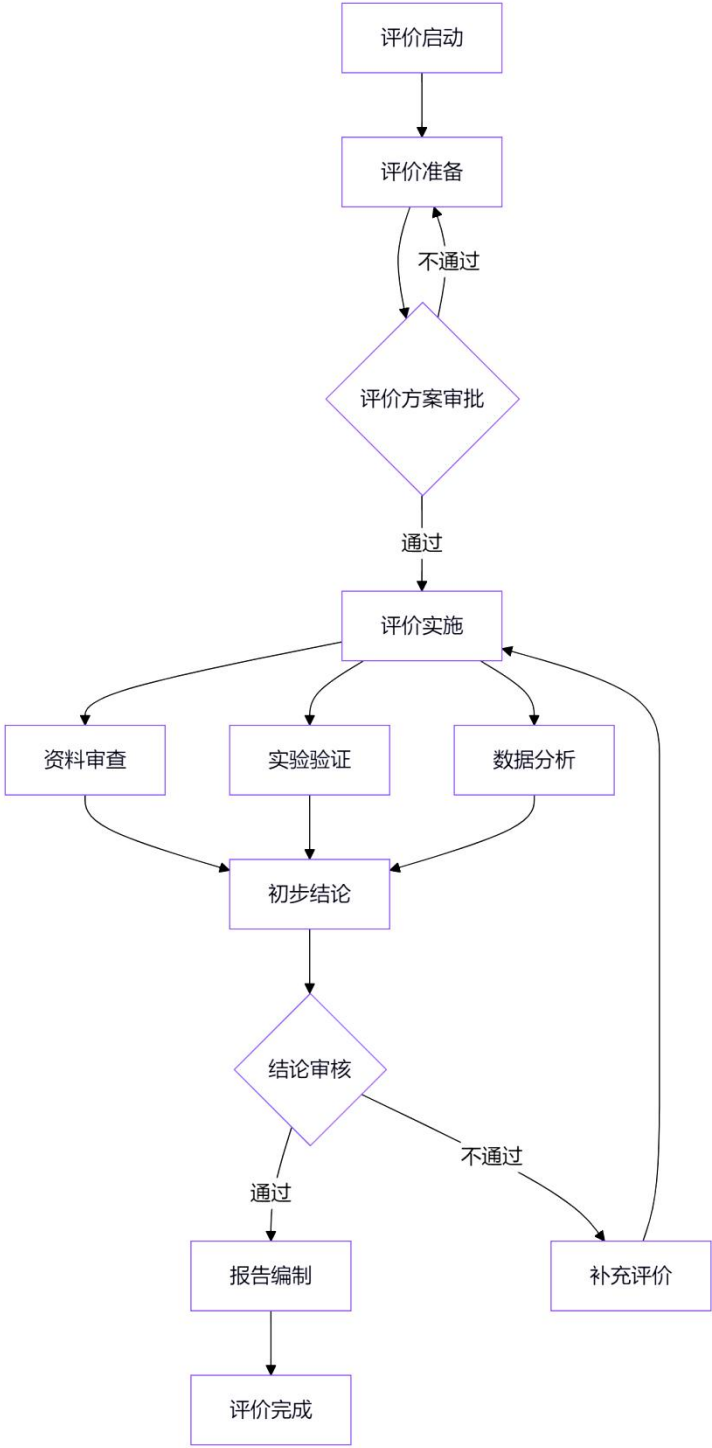 评价启动
评价准备
不通过
评价方案审批
通过
评价实施
资料审查
实验验证
数据分析
初步结论
结论审核
不通过
通过
报告编制
补充评价
评价完成